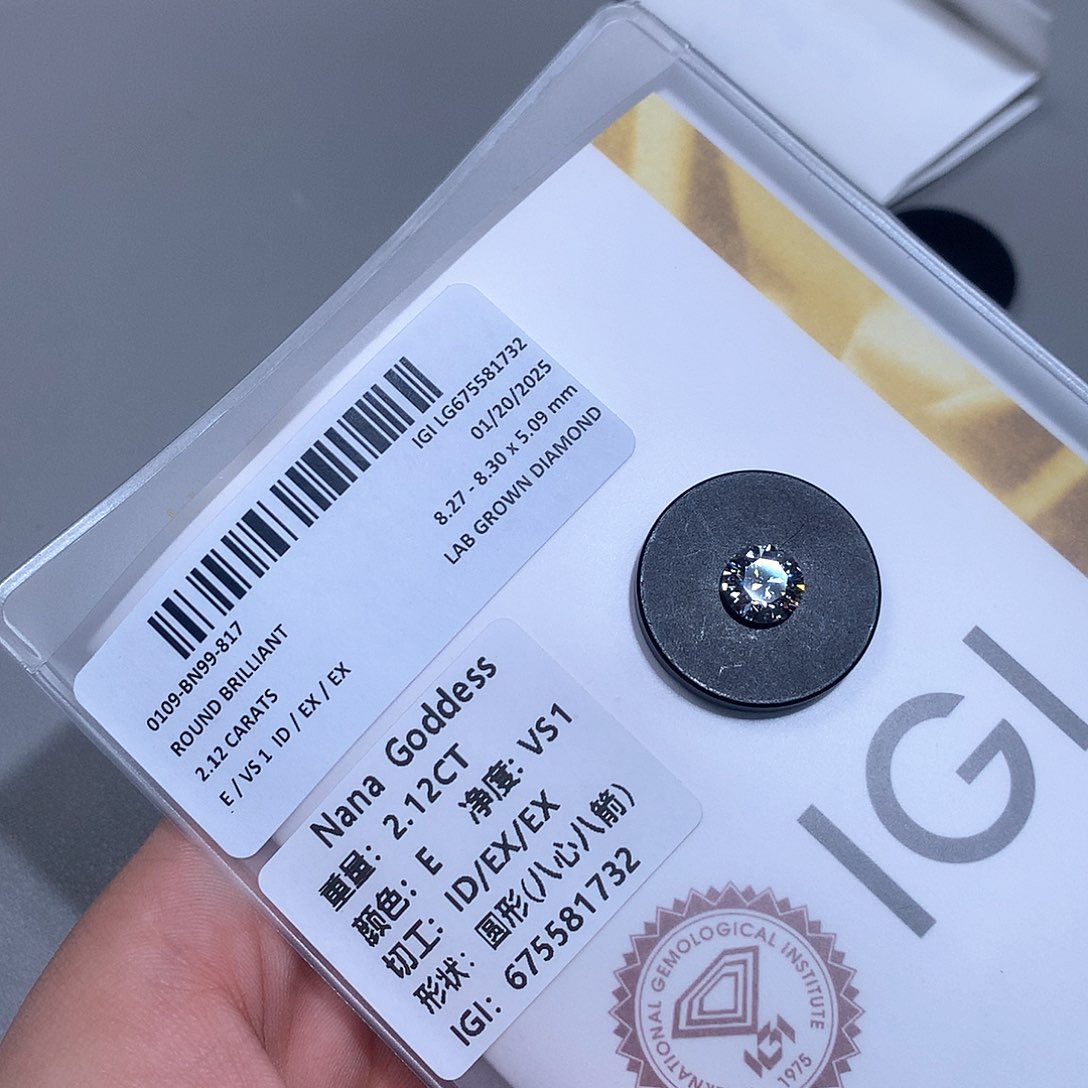 IGI LG675581732
01/20/2025
8.27 - 8.30 x 5.09 mm
LAB GROWN DIAMOND
0109-BN99-817
ROUND BRILLIANT
2.12 CARATS
E / VS 1 ID / EX / EX
Nana Goddess
重量: 2.12CT
颜色: E 净度: VS1
切工: ID/EX/EX
形状: 圆形(八心八箭)
IGI: 675581732
IGI
INTERNATIONAL GEMOLOGICAL INSTITUTE
IGI
1975